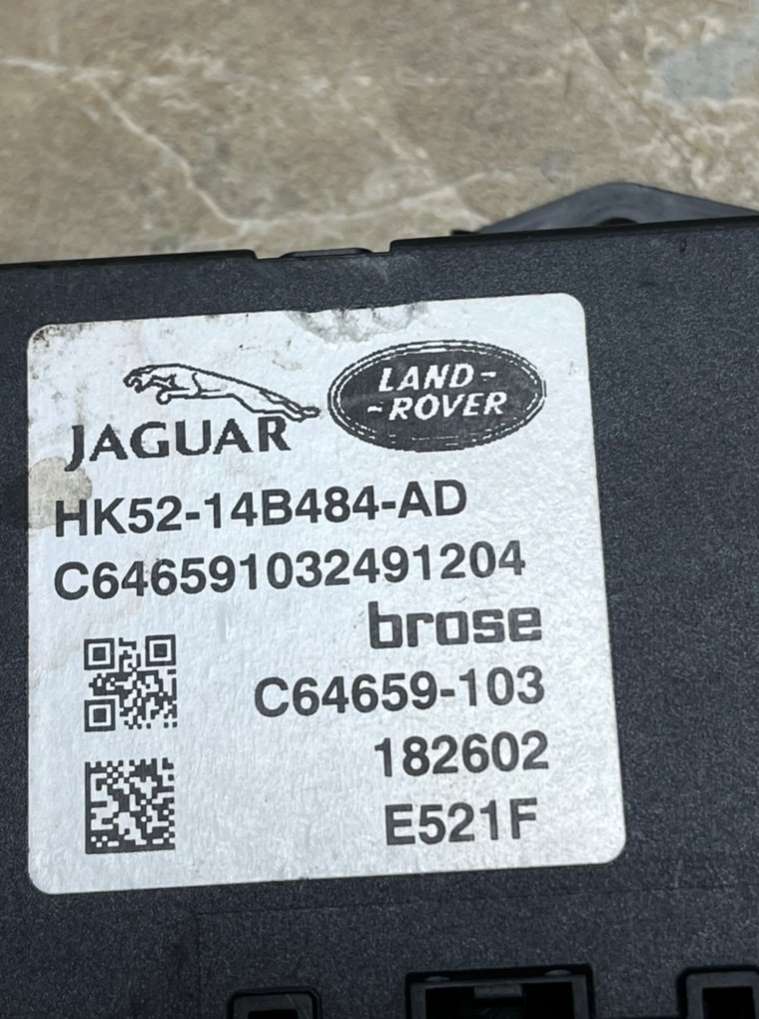 JAGUAR
LAND-
~ROVER
HK52-14B484-AD
C646591032491204
brose
C64659-103
182602
E521F